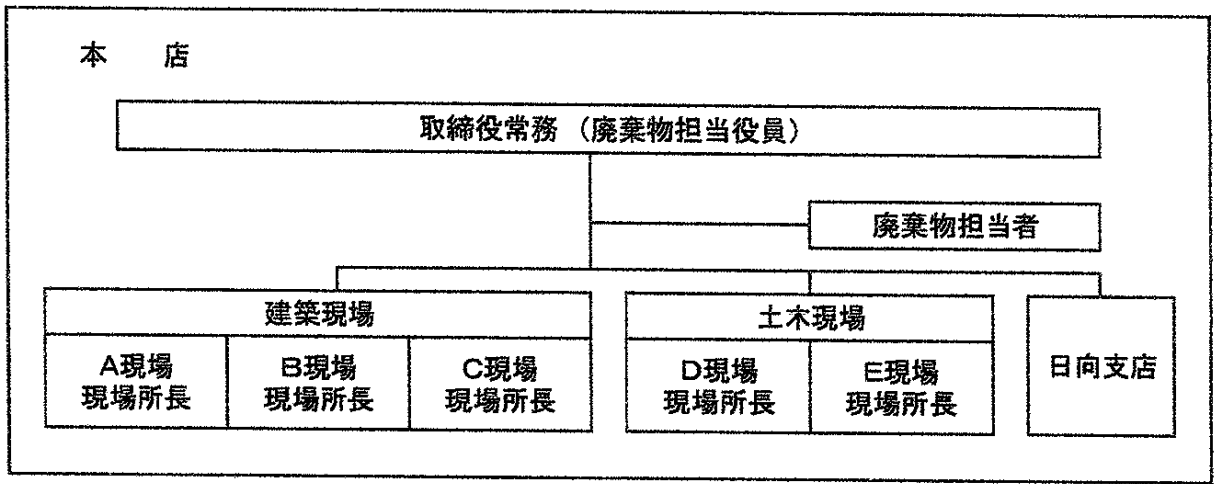 本　店
取締役常務（廃棄物担当役員）
廃棄物担当者
建築現場
土木現場
日向支店
A現場
現場所長
B現場
現場所長
C現場
現場所長
D現場
現場所長
E現場
現場所長